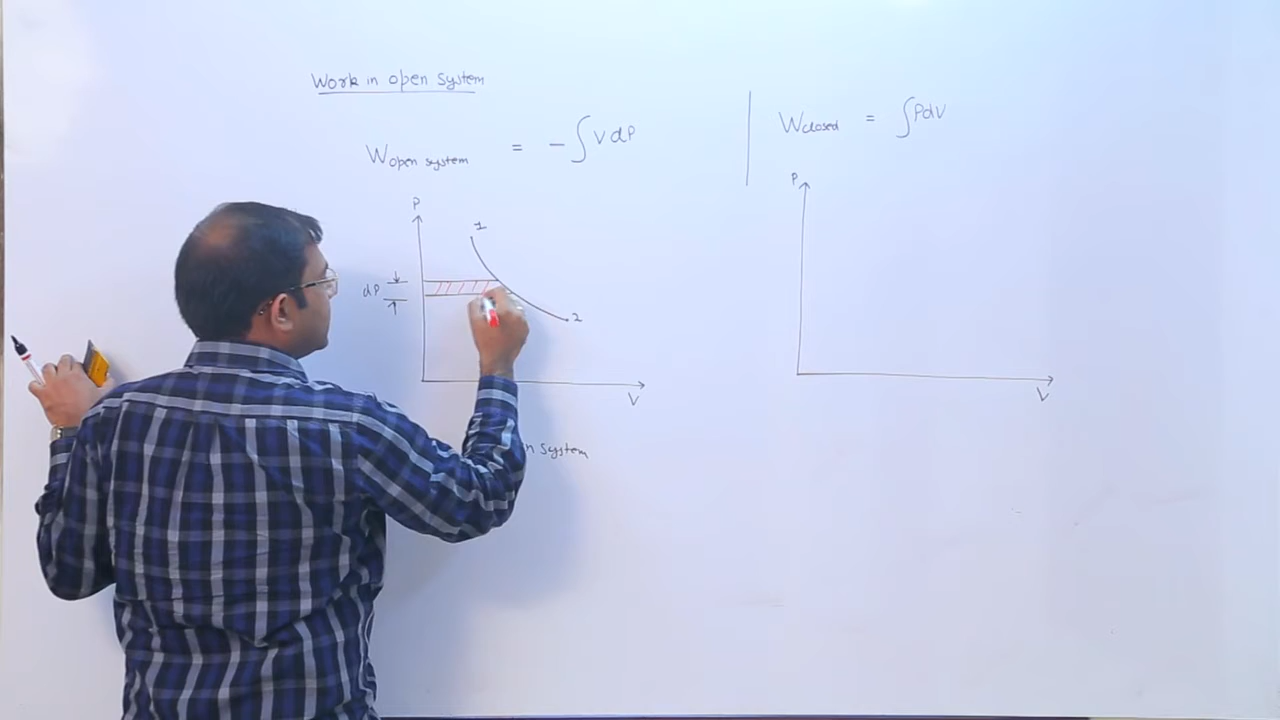 Work in open system
W open system = - ∫ V dP
P
1
dP
2
V
n system
W closed = ∫ PdV
P
V